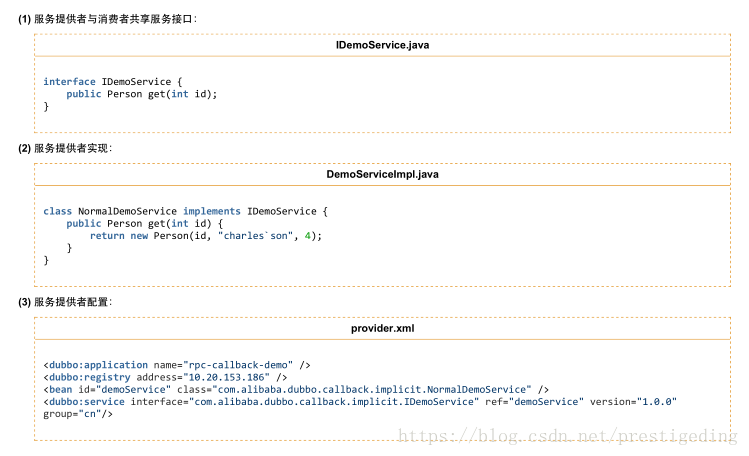 (1) 服务提供者与消费者共享服务接口：
IDemoService.java
interface IDemoService {
    public Person get(int id);
}
(2) 服务提供者实现：
DemoServiceImpl.java
class NormalDemoService implements IDemoService {
    public Person get(int id) {
        return new Person(id, "charles`son", 4);
    }
}
(3) 服务提供者配置：
provider.xml
<dubbo:application name="rpc-callback-demo" />
<dubbo:registry address="10.20.153.186" />
<bean id="demoService" class="com.alibaba.dubbo.callback.implicit.NormalDemoService" />
<dubbo:service interface="com.alibaba.dubbo.callback.implicit.IDemoService" ref="demoService" version="1.0.0"
group="cn"/>
https://blog.csdn.net/prestigeding